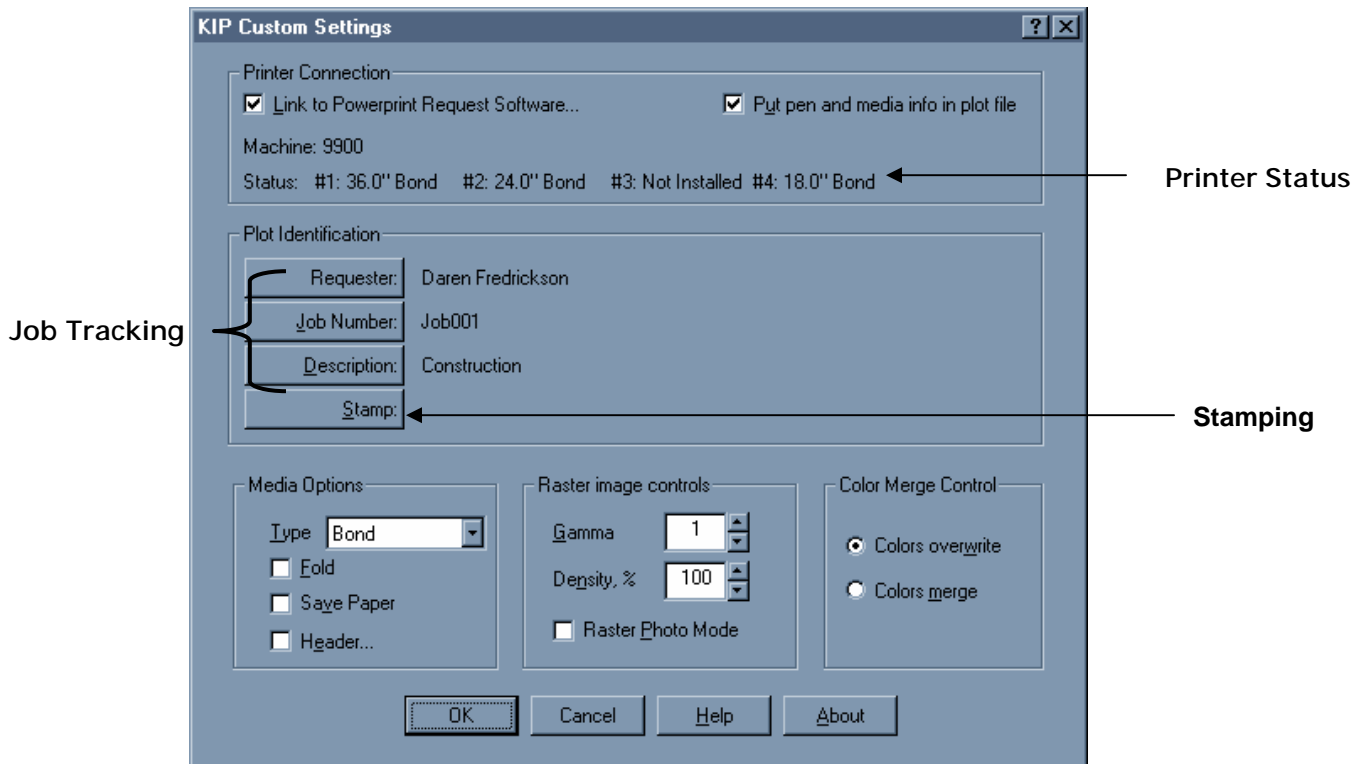 KIP Custom Settings
Printer Connection
Link to Powerprint Request Software...
Put pen and media info in plot file
Machine: 9900
Status: #1: 36.0" Bond #2: 24.0" Bond #3: Not Installed #4: 18.0" Bond
Printer Status
Plot Identification
Requester: Daren Fredrickson
Job Tracking
Job Number: Job001
Description: Construction
Stamp:
Stamping
Media Options
Type Bond
Fold
Save Paper
Header...
Raster image controls
Gamma 1
Density, % 100
Raster Photo Mode
Color Merge Control
Colors overwrite
Colors merge
OK Cancel Help About